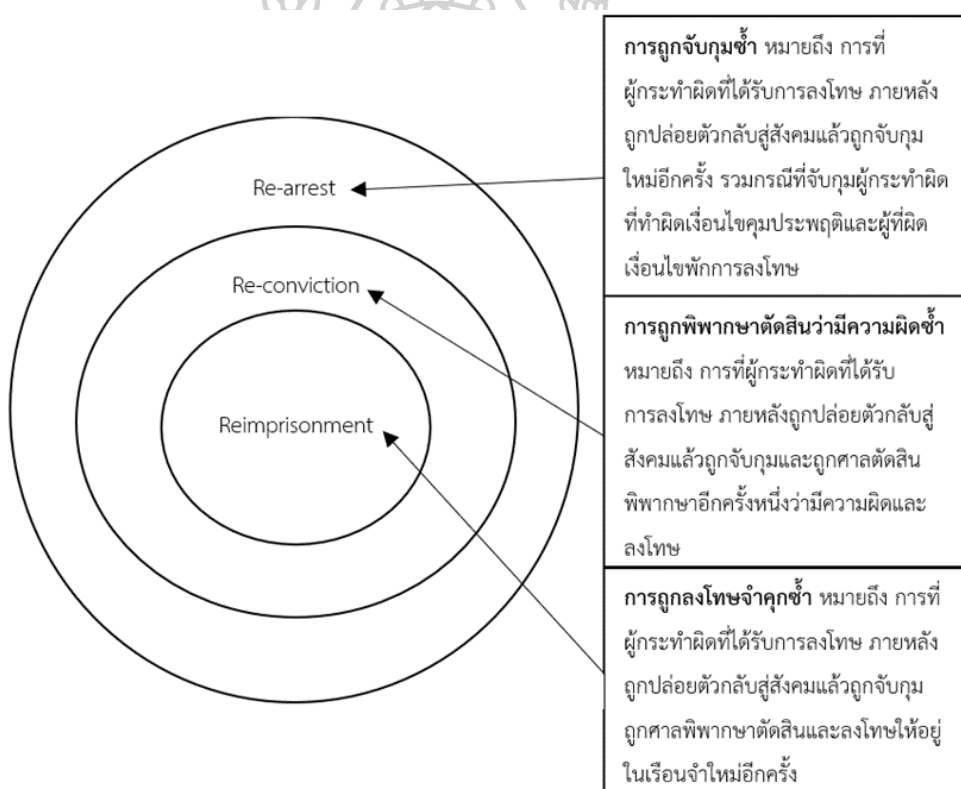 Re-arrest
Re-conviction
Reimprisonment
การถูกจับกุมซ้ำ หมายถึง การที่
ผู้กระทำผิดที่ได้รับการลงโทษ ภายหลัง
ถูกปล่อยตัวกลับสู่สังคมแล้วถูกจับกุม
ใหม่อีกครั้ง รวมกรณีที่จับกุมผู้กระทำผิด
ที่ทำผิดเงื่อนไขคุมประพฤติและผู้ที่ผิด
เงื่อนไขพักการลงโทษ
การถูกพิพากษาตัดสินว่ามีความผิดซ้ำ
หมายถึง การที่ผู้กระทำผิดที่ได้รับ
การลงโทษ ภายหลังถูกปล่อยตัวกลับสู่
สังคมแล้วถูกจับกุมและถูกศาลตัดสิน
พิพากษาอีกครั้งหนึ่งว่ามีความผิดและ
ลงโทษ
การถูกลงโทษจำคุกซ้ำ หมายถึง การที่
ผู้กระทำผิดที่ได้รับการลงโทษ ภายหลัง
ถูกปล่อยตัวกลับสู่สังคมแล้วถูกจับกุม
ถูกศาลพิพากษาตัดสินและลงโทษให้อยู่
ในเรือนจำใหม่อีกครั้ง